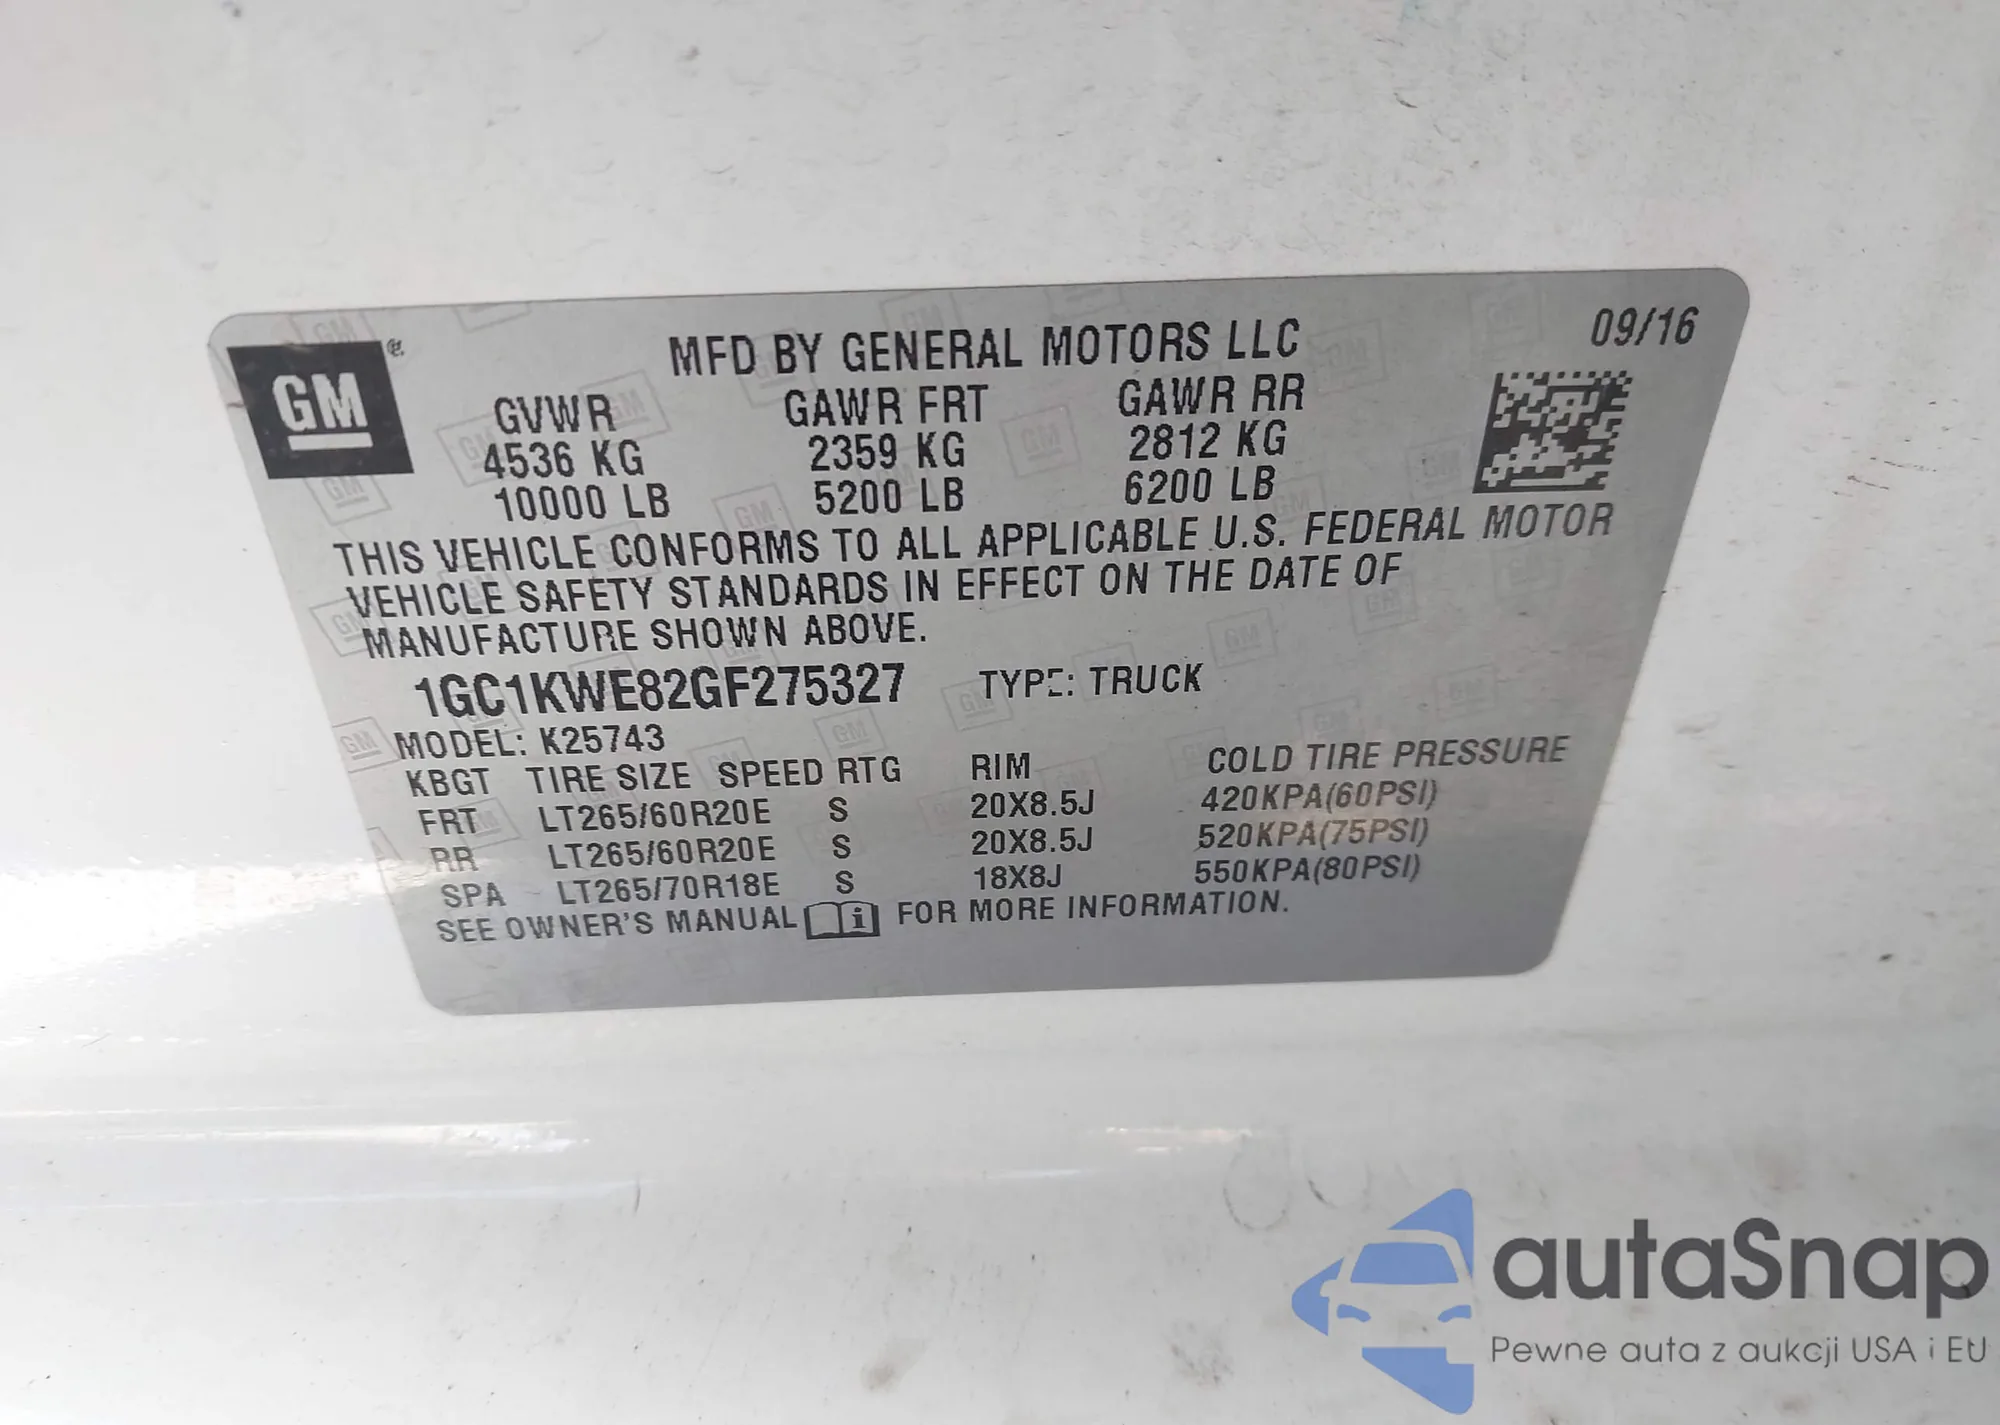 GM
MFD BY GENERAL MOTORS LLC
09/16
GVWR GAWR FRT GAWR RR
4536 KG 2359 KG 2812 KG
10000 LB 5200 LB 6200 LB
THIS VEHICLE CONFORMS TO ALL APPLICABLE U.S. FEDERAL MOTOR
VEHICLE SAFETY STANDARDS IN EFFECT ON THE DATE OF
MANUFACTURE SHOWN ABOVE.
1GC1KWE82GF275327 TYPE: TRUCK
MODEL: K25743
KBGT TIRE SIZE SPEED RTG RIM COLD TIRE PRESSURE
FRT LT265/60R20E S 20X8.5J 420KPA(60PSI)
RR LT265/60R20E S 20X8.5J 520KPA(75PSI)
SPA LT265/70R18E S 18X8J 550KPA(80PSI)
SEE OWNER'S MANUAL i FOR MORE INFORMATION.
autaSnap
Pewne auta z aukcji USA i EU